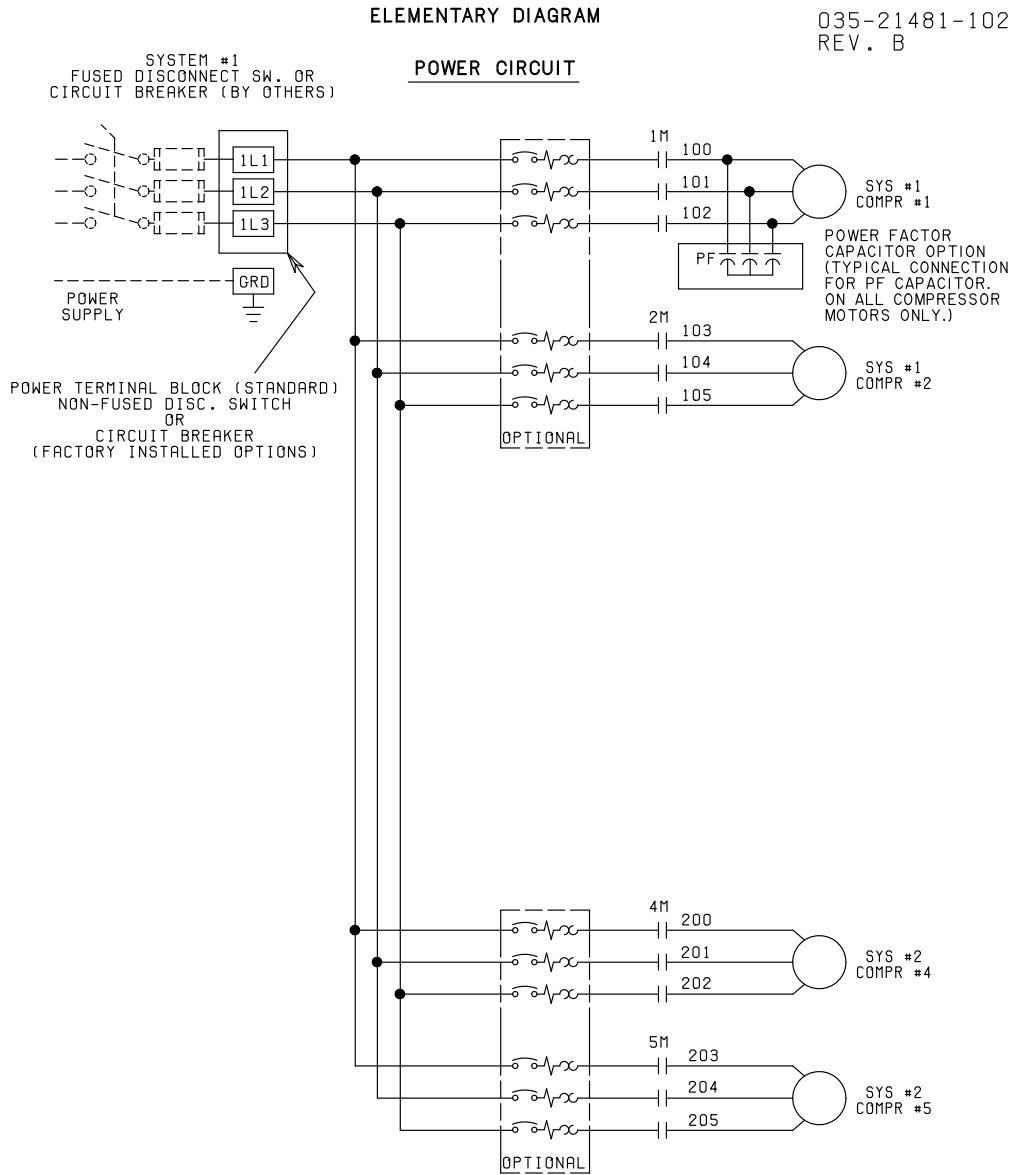 ELEMENTARY DIAGRAM
035-21481-102
REV. B
POWER CIRCUIT
SYSTEM #1
FUSED DISCONNECT SW. OR
CIRCUIT BREAKER (BY OTHERS)
1L1
1L2
1L3
GRD
POWER
SUPPLY
POWER TERMINAL BLOCK (STANDARD)
NON-FUSED DISC. SWITCH
OR
CIRCUIT BREAKER
(FACTORY INSTALLED OPTIONS)
1M
100
101
102
SYS #1
COMPR #1
PF
POWER FACTOR
CAPACITOR OPTION
(TYPICAL CONNECTION
FOR PF CAPACITOR.
ON ALL COMPRESSOR
MOTORS ONLY.)
2M
103
104
105
SYS #1
COMPR #2
OPTIONAL
4M
200
201
202
SYS #2
COMPR #4
5M
203
204
205
SYS #2
COMPR #5
OPTIONAL